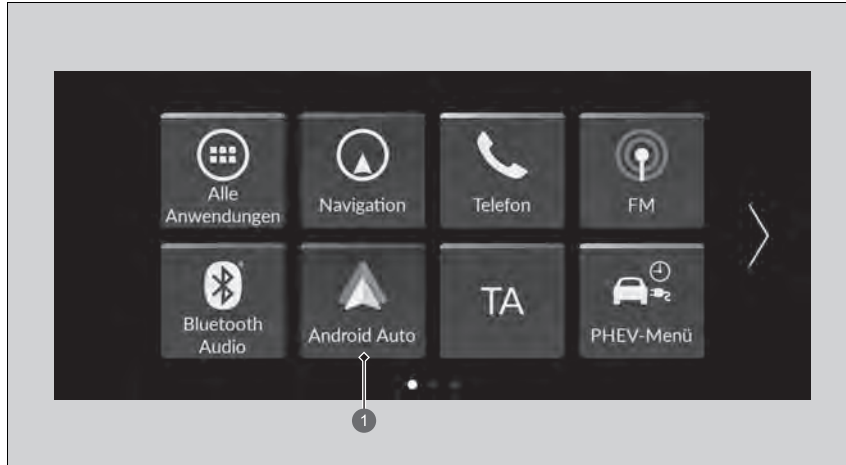 Alle
Anwendungen
Navigation
Telefon
FM
Bluetooth
Audio
Android Auto
TA
PHEV-Menü
1